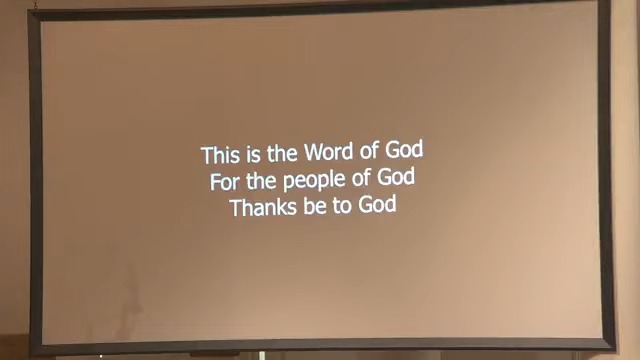 This is the Word of God
For the people of God
Thanks be to God